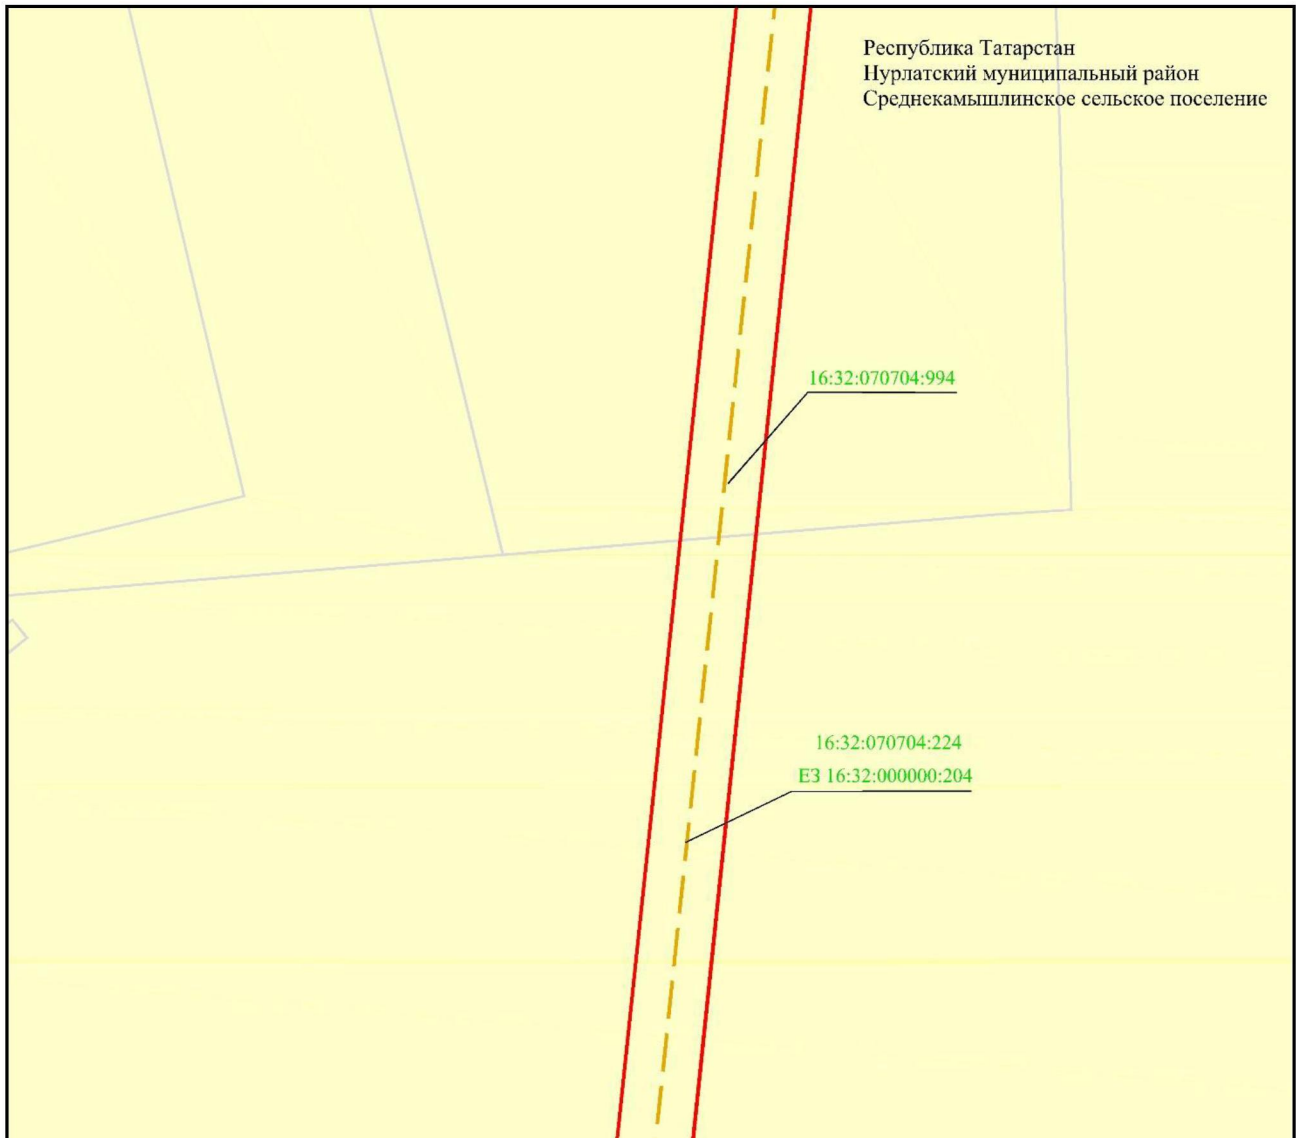 Республика Татарстан
Нурлатский муниципальный район
Среднекамышлинское сельское поселение
16:32:070704:994
16:32:070704:224
ЕЗ 16:32:000000:204